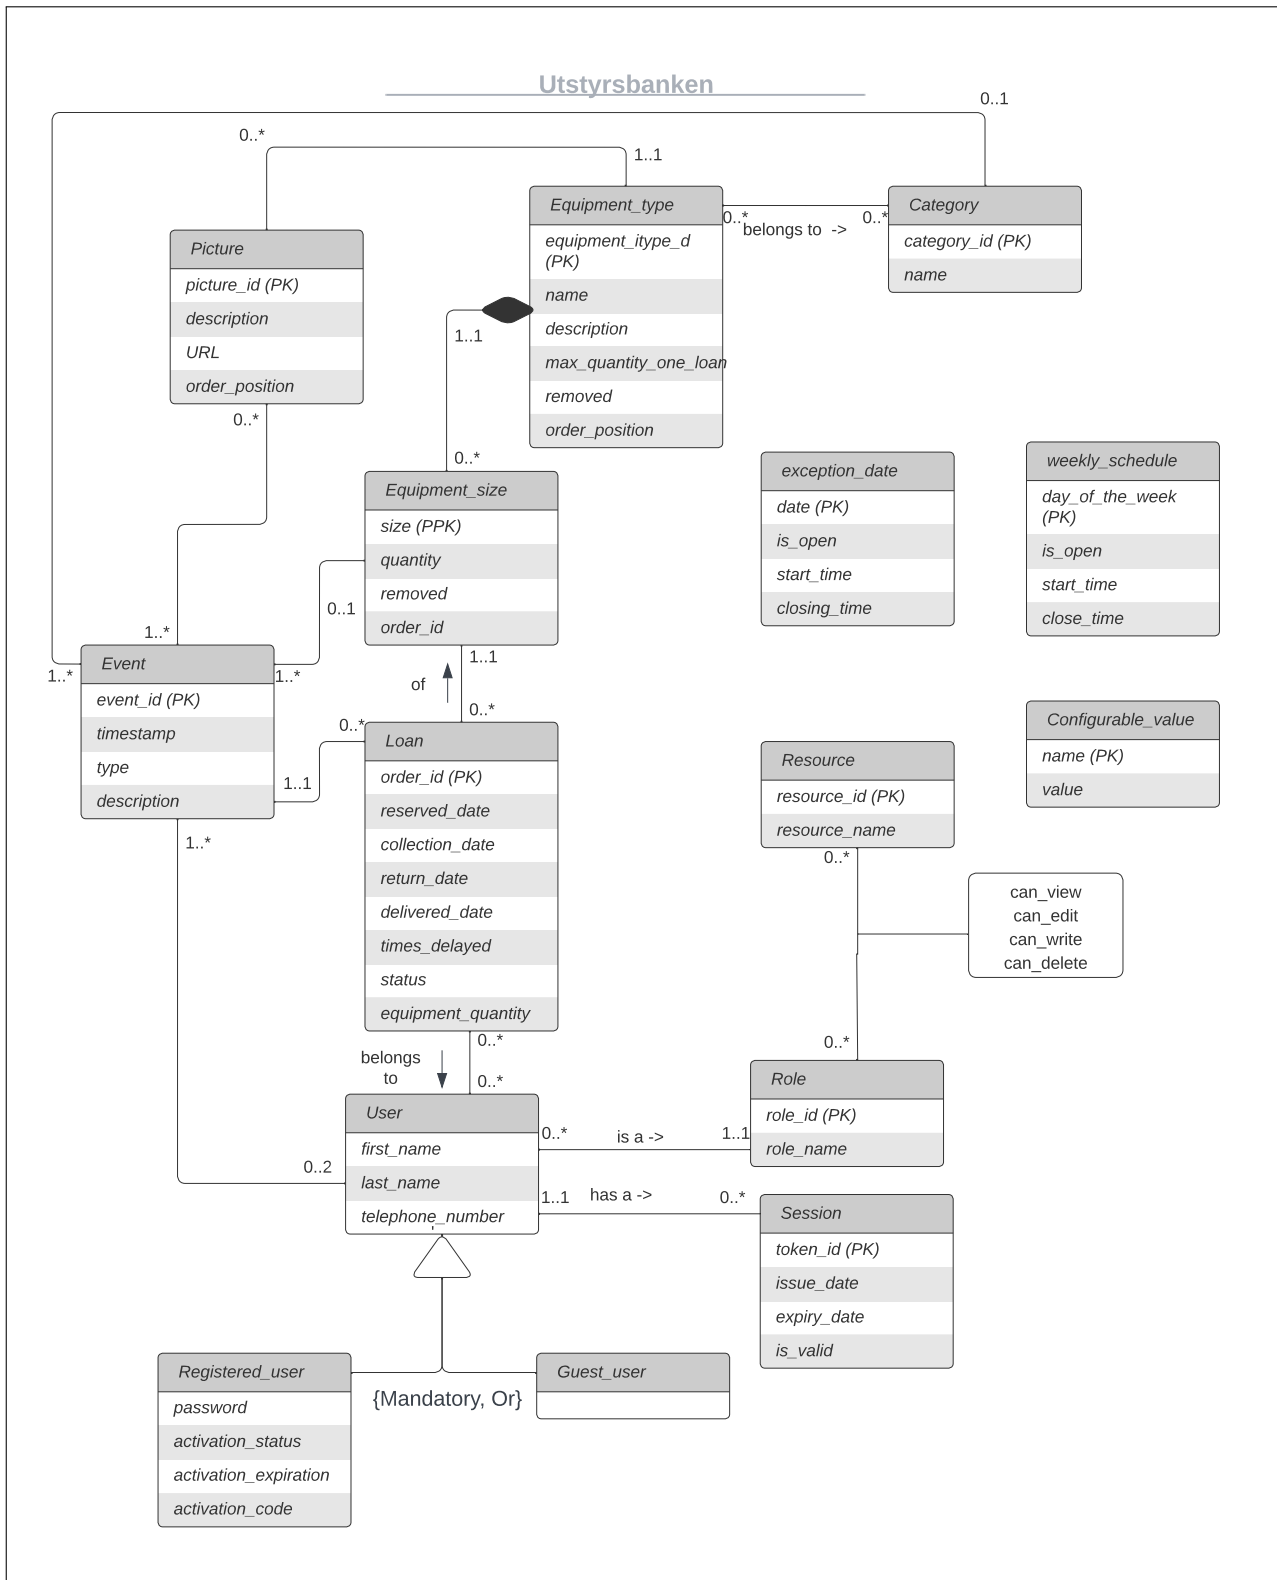 Utstyrsbanken
0..1
0..*
1..1
Equipment_type
equipment_itype_d
(PK)
name
description
max_quantity_one_loan
removed
order_position
0..*
belongs to ->
0..*
Category
category_id (PK)
name
Picture
picture_id (PK)
description
URL
order_position
0..*
1..1
0..*
Equipment_size
size (PPK)
quantity
removed
order_id
exception_date
date (PK)
is_open
start_time
closing_time
weekly_schedule
day_of_the_week
(PK)
is_open
start_time
close_time
0..1
1..*
1..*
1..*
Event
event_id (PK)
timestamp
type
description
1..1
of
0..*
0..*
1..1
1..*
Loan
order_id (PK)
reserved_date
collection_date
return_date
delivered_date
times_delayed
status
equipment_quantity
Configurable_value
name (PK)
value
Resource
resource_id (PK)
resource_name
0..*
can_view
can_edit
can_write
can_delete
0..*
0..*
belongs
to
0..*
User
first_name
last_name
telephone_number
0..2
0..*
is a ->
1..1
Role
role_id (PK)
role_name
1..1
has a ->
0..*
Session
token_id (PK)
issue_date
expiry_date
is_valid
Registered_user
password
activation_status
activation_expiration
activation_code
{Mandatory, Or}
Guest_user